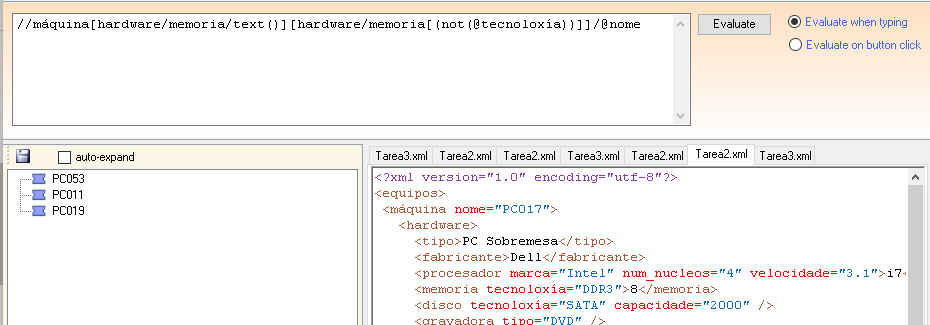 //máquina[hardware/memoria/text()][hardware/memoria[(not(@tecnoloxía))]]/@nome
Evaluate
Evaluate when typing
Evaluate on button click
auto-expand
PC053
PC011
PC019
Tarea3.xml Tarea2.xml Tarea2.xml Tarea3.xml Tarea2.xml Tarea2.xml Tarea3.xml
<?xml version="1.0" encoding="utf-8"?>
<equipos>
<máquina nome="PC017">
<hardware>
<tipo>PC Sobremesa</tipo>
<fabricante>Dell</fabricante>
<procesador marca="Intel" num_nucleos="4" velocidade="3.1">i7<
<memoria tecnoloxía="DDR3">8</memoria>
<disco tecnoloxía="SATA" capacidade="2000" />
<gravadora tipo="DVD" />